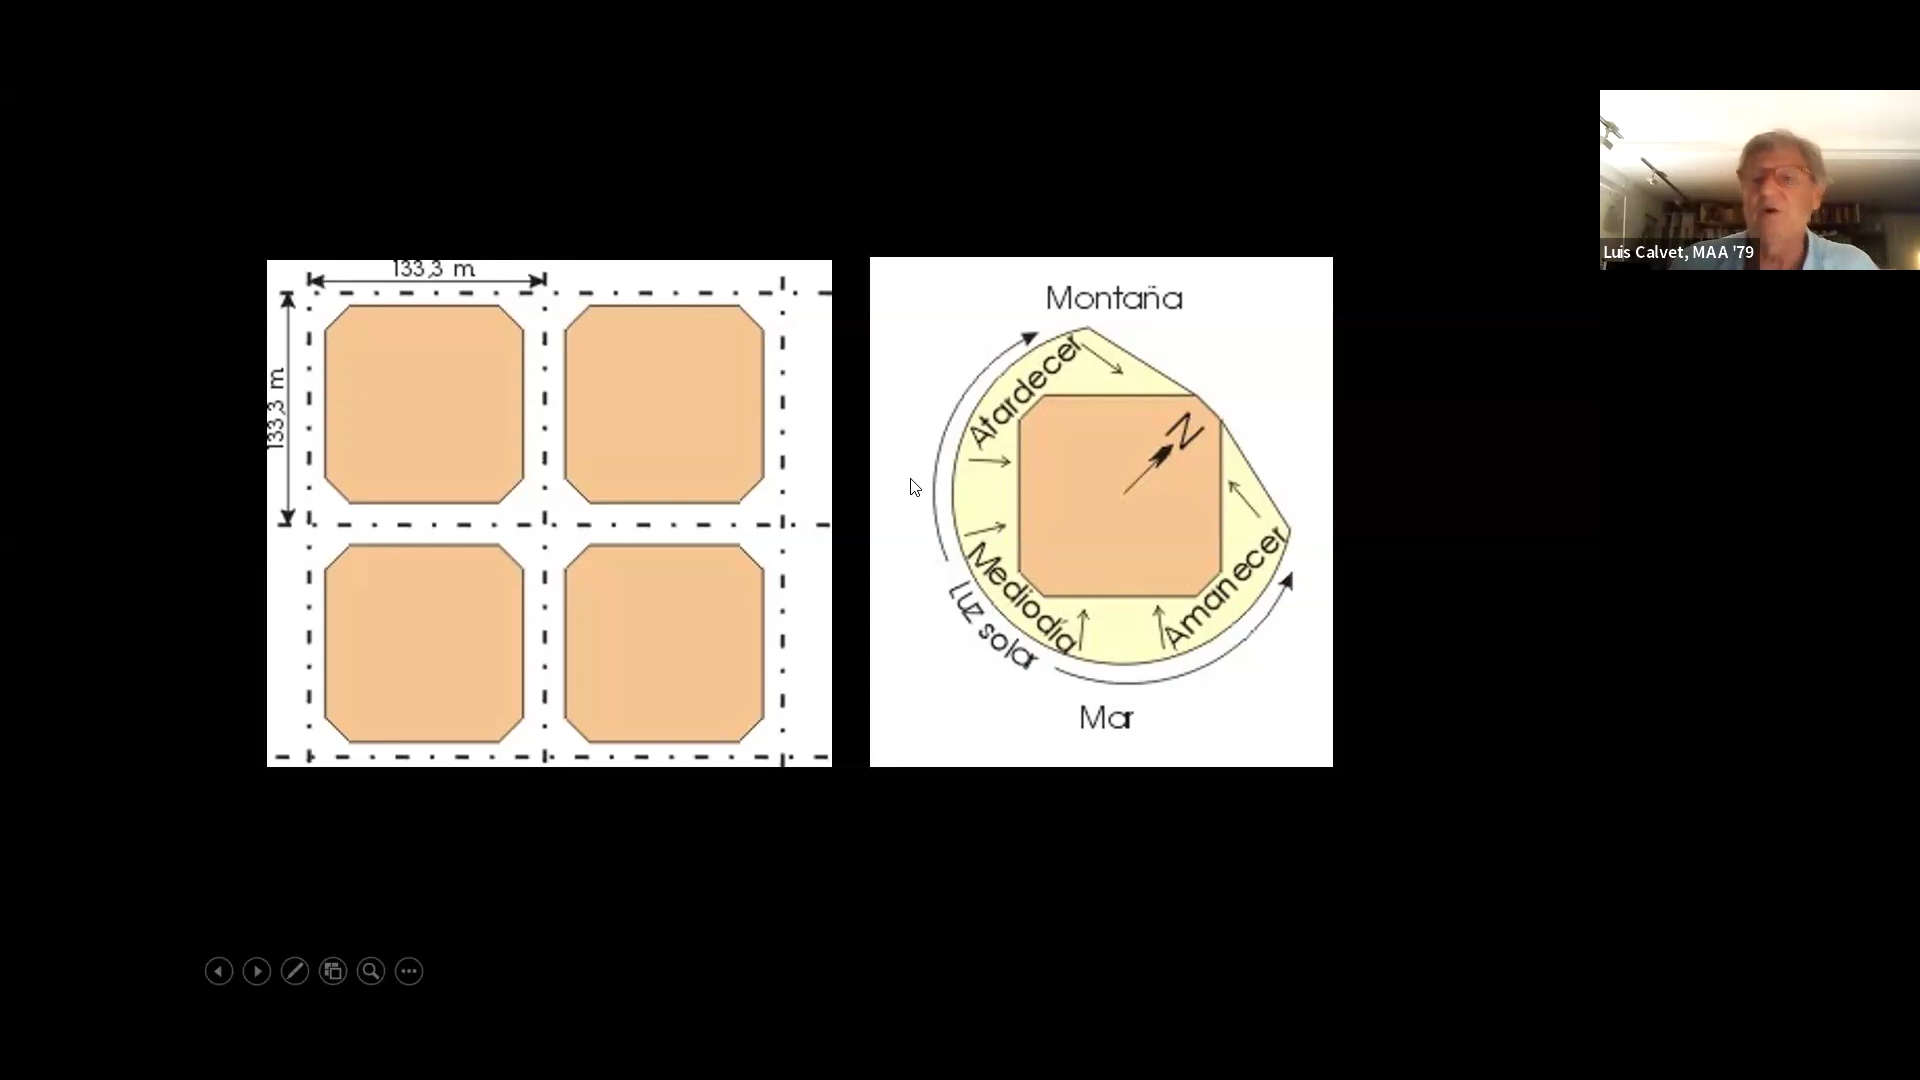 133,3 m.
133,3 m.
Montaña
Atardecer
N
Mediodía
Amanecer
Luz solar
Mar
Luis Calvet, MAA '79